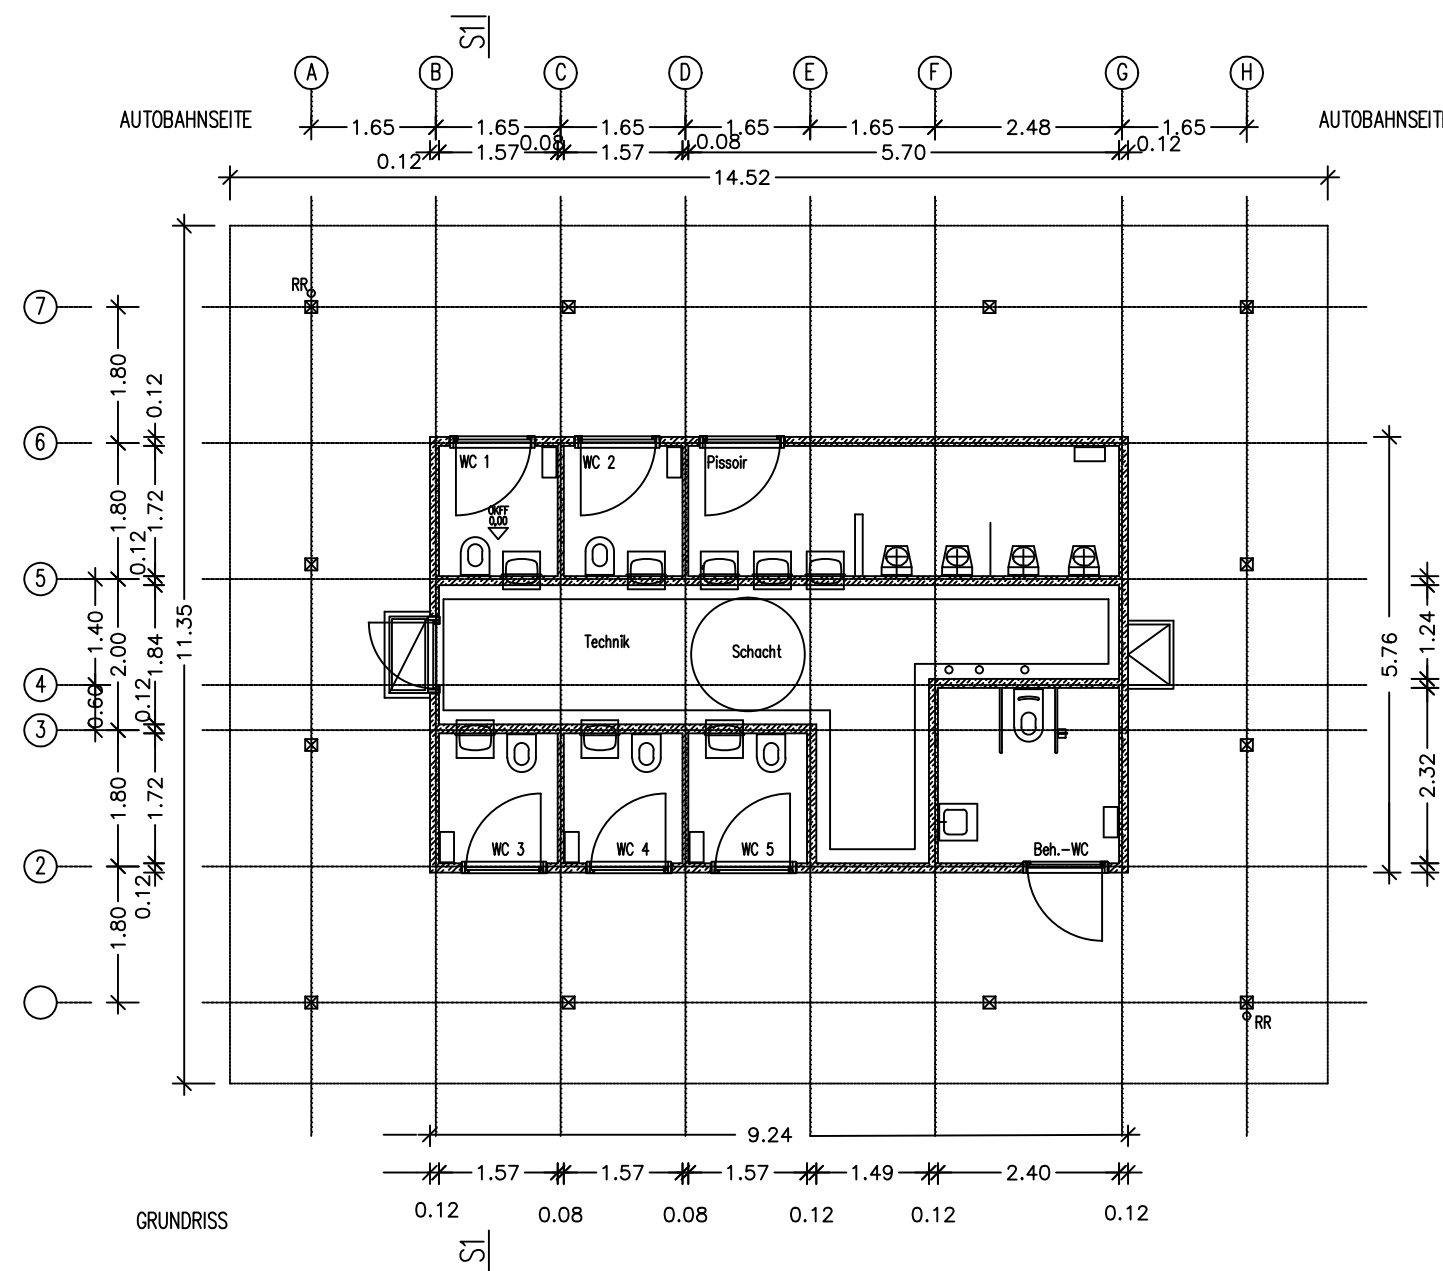 S1
A B C D E F G H
AUTOBAHNSEITE
AUTOBAHNSEITE
1.65 1.65 1.65 1.65 1.65 2.48 1.65
0.12 1.57 0.08 1.57 0.08 5.70 0.12
14.52
RR
7
6
5
4
3
2
1.80
1.80
1.40
2.00
0.60
1.80
1.80
0.12
1.72
0.12
1.84
0.12
1.72
0.12
11.35
WC 1
WC 2
Pissoir
OKFF
0,00
Technik
Schacht
WC 3
WC 4
WC 5
Beh.-WC
5.76
1.24
2.32
RR
9.24
1.57 1.57 1.57 1.49 2.40
0.12 0.08 0.08 0.12 0.12 0.12
GRUNDRISS
S1